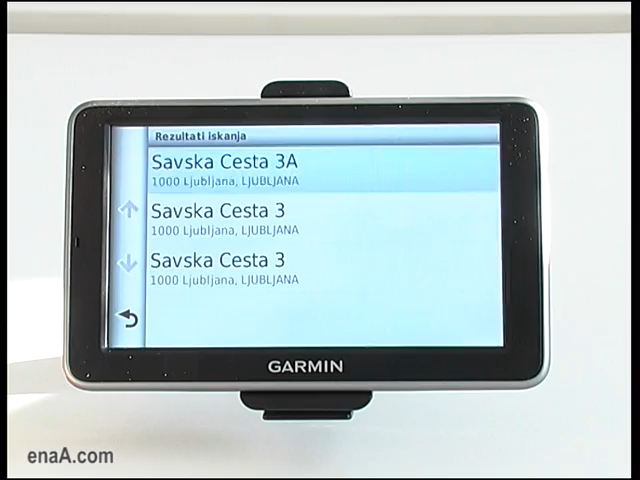 Rezultati iskanja
Savska Cesta 3A
1000 Ljubljana, LJUBLJANA
Savska Cesta 3
1000 Ljubljana, LJUBLJANA
Savska Cesta 3
1000 Ljubljana, LJUBLJANA
GARMIN
enaA.com